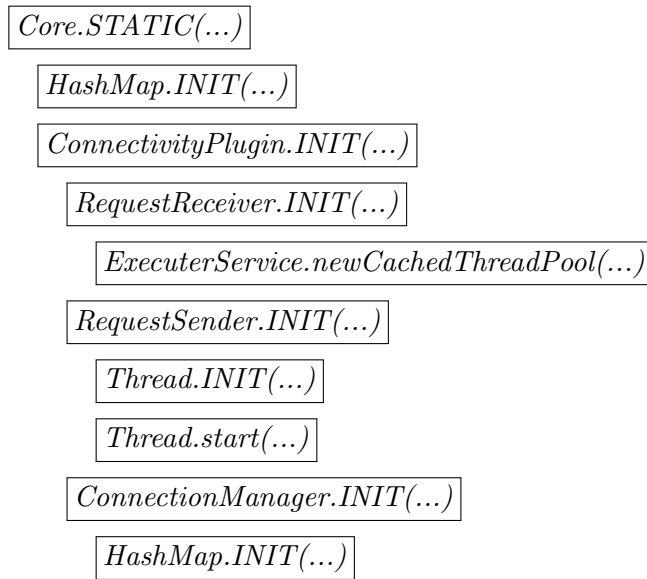 Core.STATIC(...)
HashMap.INIT(...)
ConnectivityPlugin.INIT(...)
RequestReceiver.INIT(...)
ExecuterService.newCachedThreadPool(...)
RequestSender.INIT(...)
Thread.INIT(...)
Thread.start(...)
ConnectionManager.INIT(...)
HashMap.INIT(...)